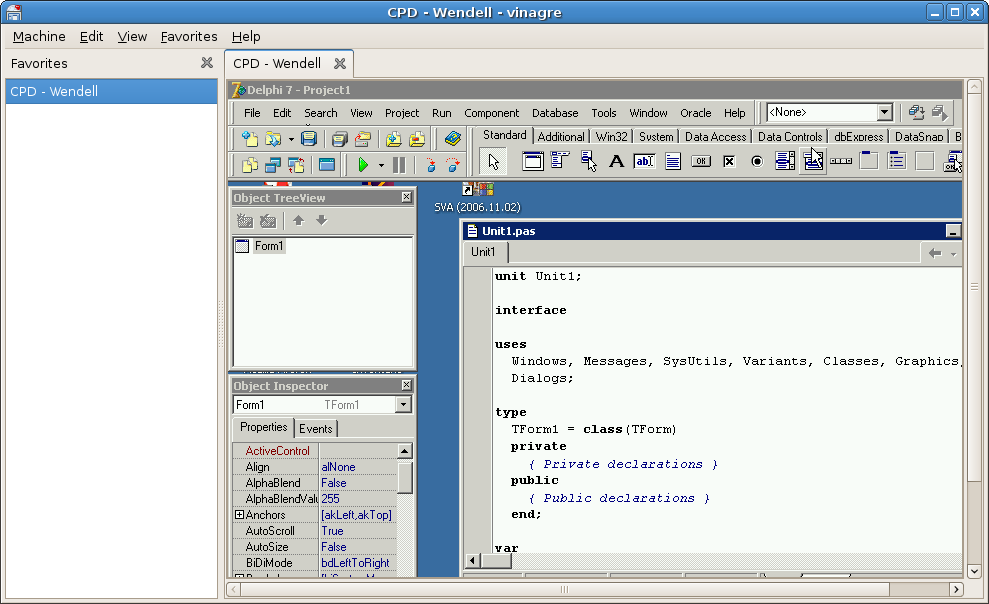 CPD - Wendell - vinagre
Machine Edit View Favorites Help
Favorites
CPD - Wendell
CPD - Wendell
Delphi 7 - Project1
File Edit Search View Project Run Component Database Tools Window Oracle Help <None>
Standard Additional Win32 System Data Access Data Controls dbExpress DataSnap B
A ab OK
Object TreeView
Form1
SVA (2006.11.02)
Unit1.pas
Unit1
unit Unit1;
interface
uses
Windows, Messages, SysUtils, Variants, Classes, Graphics,
Dialogs;
type
TForm1 = class(TForm)
private
{ Private declarations }
public
{ Public declarations }
end;
var
Object Inspector
Form1 TForm1
Properties Events
ActiveControl
Align alNone
AlphaBlend False
AlphaBlendValu 255
Anchors [akLeft,akTop]
AutoScroll True
AutoSize False
BiDiMode bdLeftToRight